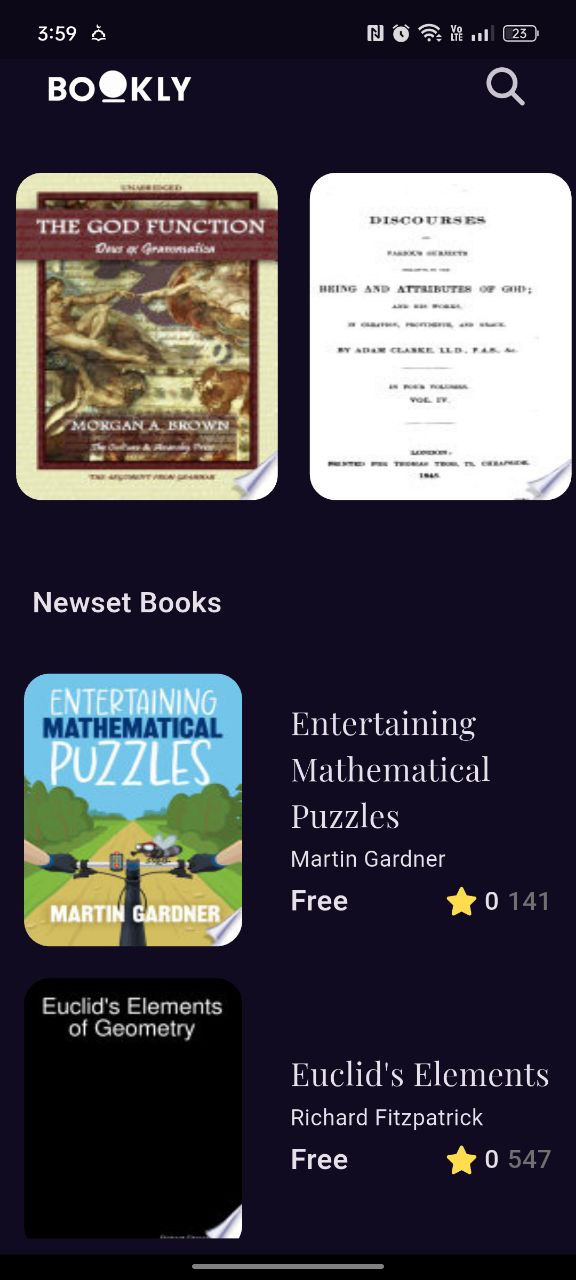 3:59
Vo
LTE
23
BOOKLY
UNABRIDGED
THE GOD FUNCTION
Deus ex Grammatica
MORGAN A. BROWN
The Culture & Anarchy Press
THE ARGUMENT FROM GRAMMAR
DISCOURSES
ON
VARIOUS SUBJECTS
RELATIVE TO THE
BEING AND ATTRIBUTES OF GOD;
AND HIS WORKS,
IN CREATION, PROVIDENCE, AND GRACE.
BY ADAM CLARKE, LL.D., F.A.S., &c.
IN FOUR VOLUMES.
VOL. IV.
LONDON:
PRINTED FOR THOMAS TEGG, 73, CHEAPSIDE.
1845.
Newset Books
ENTERTAINING
MATHEMATICAL
PUZZLES
MARTIN GARDNER
Entertaining
Mathematical
Puzzles
Martin Gardner
Free 0 141
Euclid's Elements
of Geometry
Euclid's Elements
Richard Fitzpatrick
Free 0 547